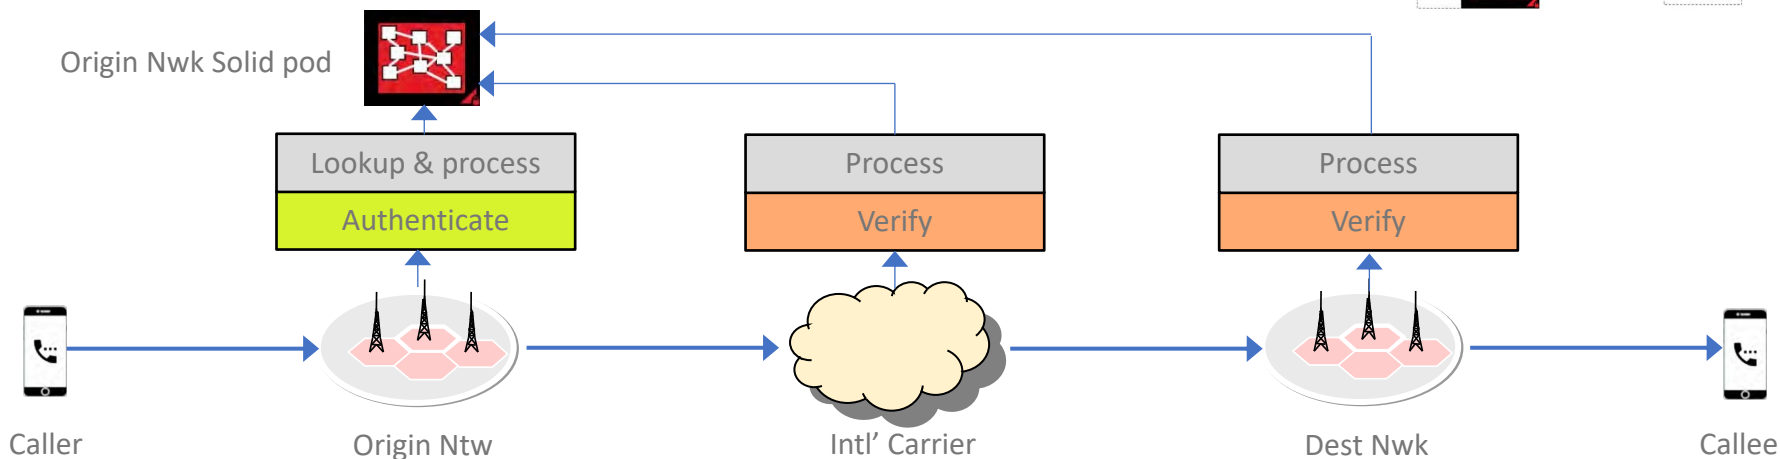 Origin Nwk Solid pod
Lookup & process
Process
Process
Authenticate
Verify
Verify
Caller
Origin Ntw
Intl’ Carrier
Dest Nwk
Callee